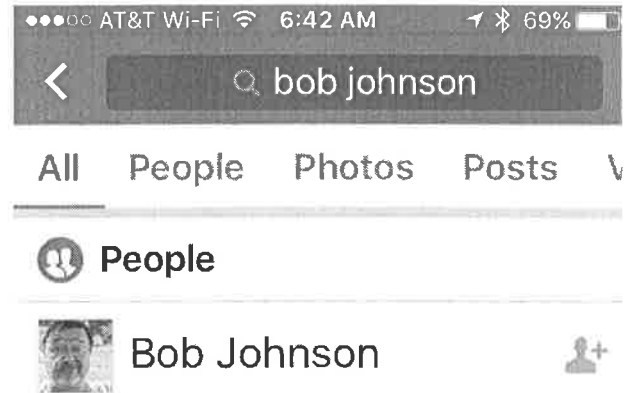 AT&T Wi-Fi 6:42 AM 69%
bob johnson
All People Photos Posts
People
Bob Johnson